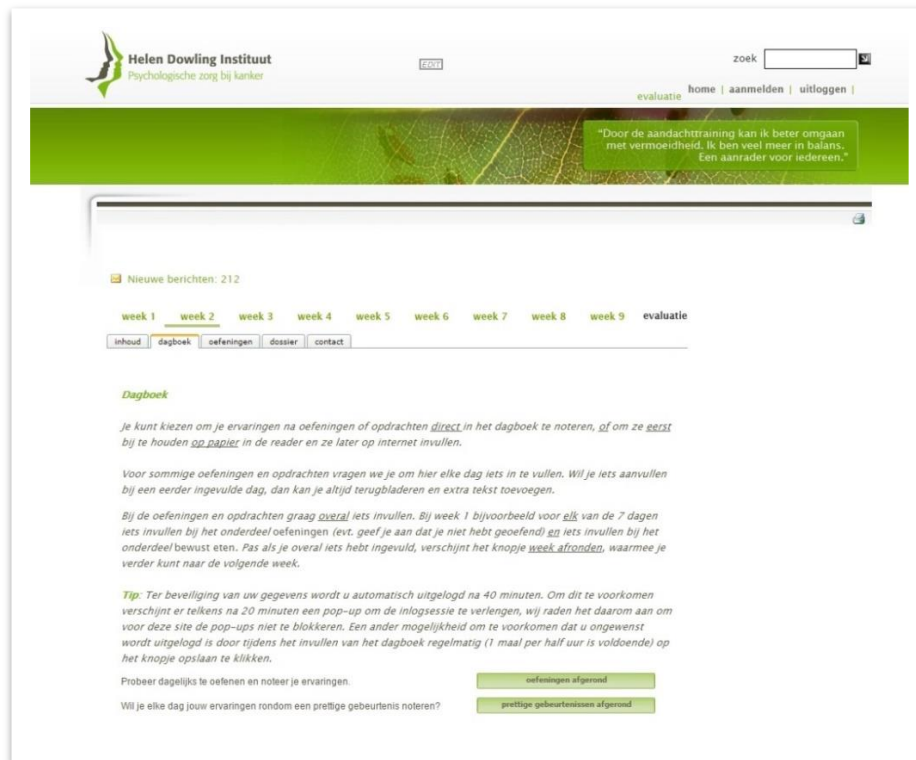 Helen Dowling Instituut
Psychologische zorg bij kanker
EDIT
zoek
evaluatie home | aanmelden | uitloggen |
"Door de aandachttraining kan ik beter omgaan
met vermoeidheid. Ik ben veel meer in balans.
Een aanrader voor iedereen."
Nieuwe berichten: 212
week 1 week 2 week 3 week 4 week 5 week 6 week 7 week 8 week 9 evaluatie
inhoud dagboek oefeningen dossier contact
Dagboek
Je kunt kiezen om je ervaringen na oefeningen of opdrachten direct in het dagboek te noteren, of om ze eerst
bij te houden op papier in de reader en ze later op internet invullen.
Voor sommige oefeningen en opdrachten vragen we je om hier elke dag iets in te vullen. Wil je iets aanvullen
bij een eerder ingevulde dag, dan kan je altijd terugbladeren en extra tekst toevoegen.
Bij de oefeningen en opdrachten graag overal iets invullen. Bij week 1 bijvoorbeeld voor elk van de 7 dagen
iets invullen bij het onderdeel oefeningen (evt. geef je aan dat je niet hebt geoefend) en iets invullen bij het
onderdeel bewust eten. Pas als je overal iets hebt ingevuld, verschijnt het knopje week afronden, waarmee je
verder kunt naar de volgende week.
Tip: Ter beveiliging van uw gegevens wordt u automatisch uitgelogd na 40 minuten. Om dit te voorkomen
verschijnt er telkens na 20 minuten een pop-up om de inlogsessie te verlengen, wij raden het daarom aan om
voor deze site de pop-ups niet te blokkeren. Een ander mogelijkheid om te voorkomen dat u ongewenst
wordt uitgelogd is door tijdens het invullen van het dagboek regelmatig (1 maal per half uur is voldoende) op
het knopje opslaan te klikken.
Probeer dagelijks te oefenen en noteer je ervaringen. oefeningen afgerond
Wil je elke dag jouw ervaringen rondom een prettige gebeurtenis noteren? prettige gebeurtenissen afgerond